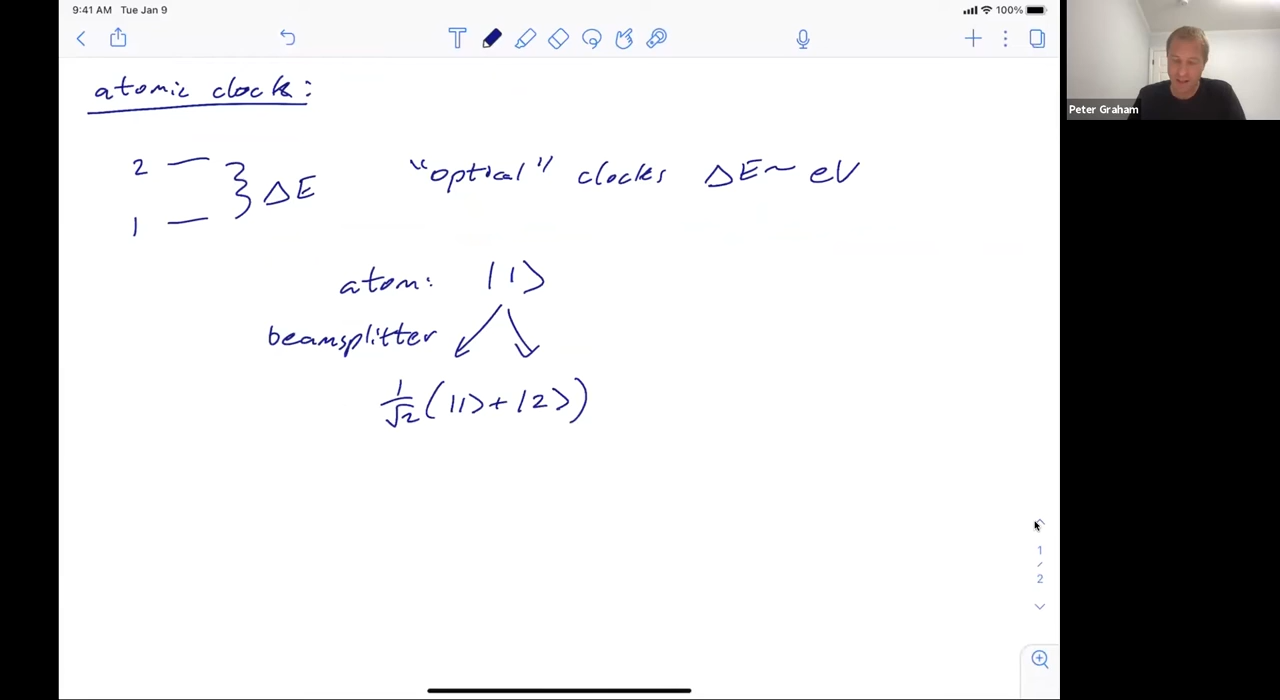 9:41 AM Tue Jan 9
100%
Peter Graham
atomic clock:
2
1
} ΔE
"optical" clocks ΔE ~ eV
atom: |1>
beamsplitter
1/√2 (|1> + |2>)
1
/
2